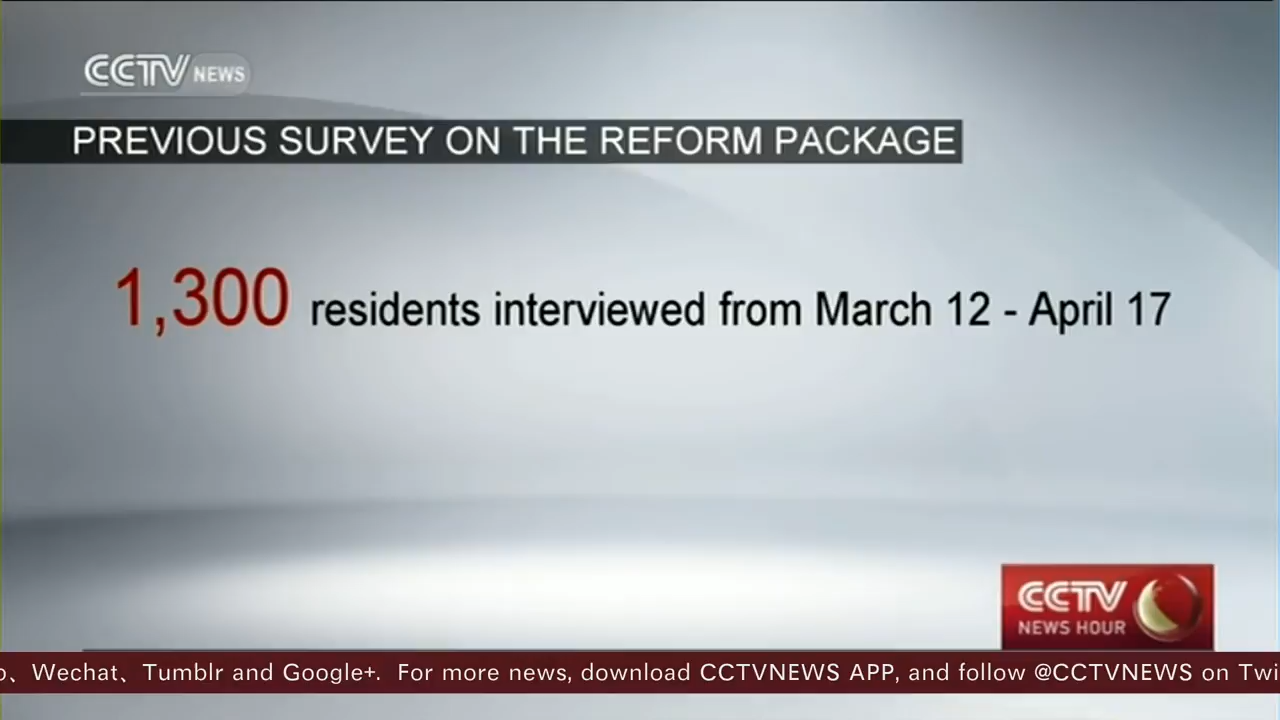 CCTV NEWS
PREVIOUS SURVEY ON THE REFORM PACKAGE
1,300 residents interviewed from March 12 - April 17
CCTV
NEWS HOUR
、Wechat、Tumblr and Google+. For more news, download CCTVNEWS APP, and follow @CCTVNEWS on